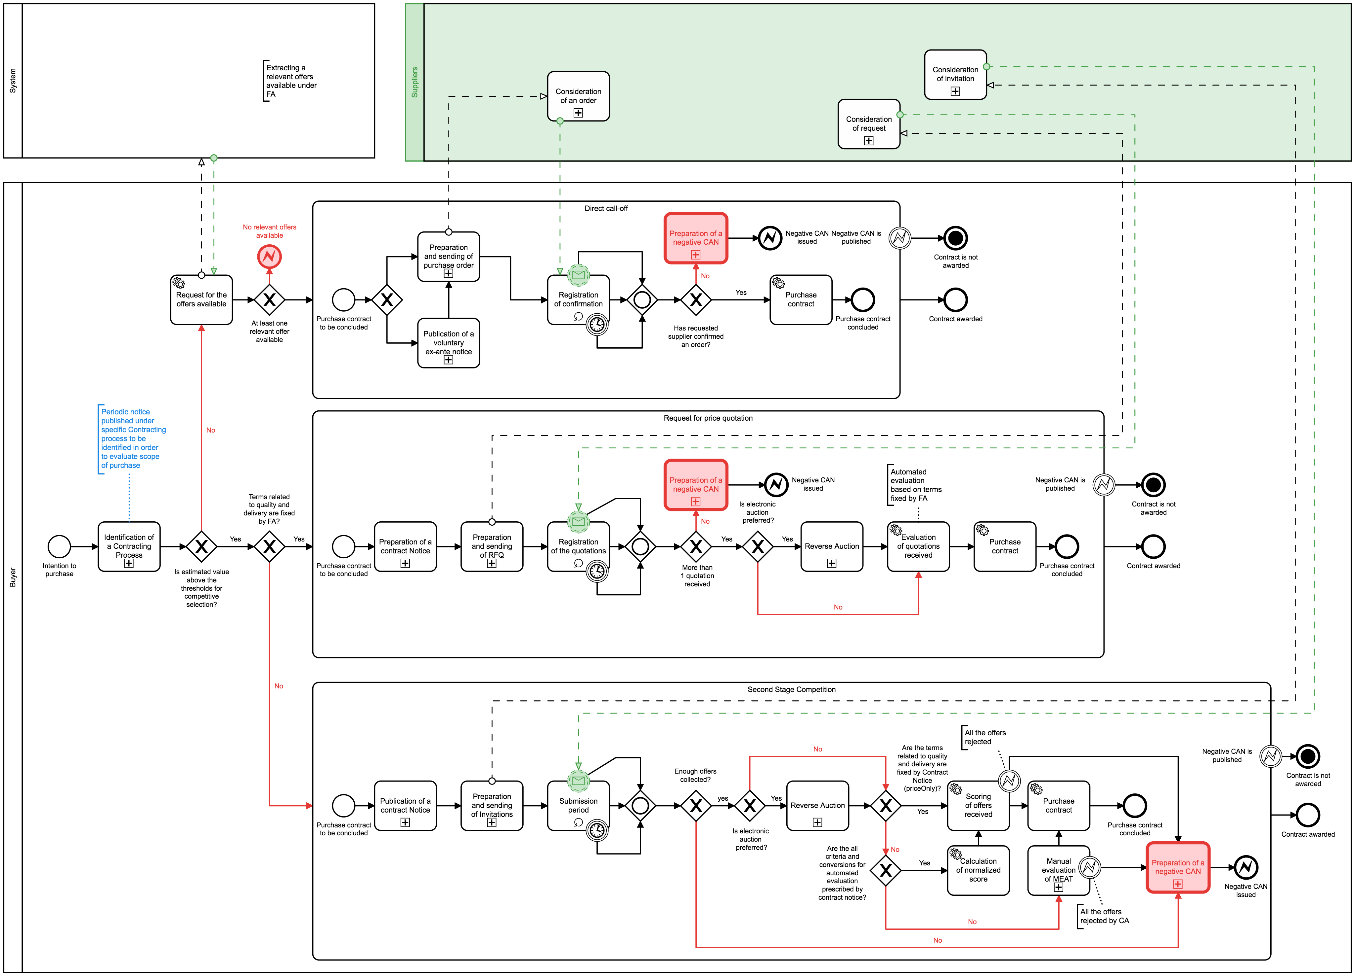 System
Extracting a
relevant offers
available under
FA
Suppliers
Consideration
of an order
Consideration
of invitation
Consideration
of request
Buyer
Direct call-off
No relevant offers
available
Request for the
offers available
At least one
relevant offer
available
Purchase contract
to be concluded
Preparation
and sending of
purchase order
Publication of a
voluntary
ex-ante notice
Registration
of confirmation
Preparation of a
negative CAN
No
Has requested
supplier confirmed
an order?
Yes
Negative CAN
issued
Negative CAN is
published
Purchase
contract
Purchase contract
concluded
Contract is not
awarded
Contract awarded
Periodic notice
published under
specific Contracting
process to be
identified in order
to evaluate scope
of purchase
No
Intention to
purchase
Identification of
a Contracting
Process
Is estimated value
above the
thresholds for
competitive
selection?
Yes
Terms related
to quality and
delivery are fixed
by FA?
Yes
No
Request for price quotation
Purchase contract
to be concluded
Preparation of a
contract Notice
Preparation
and sending
of RFQ
Registration
of the quotations
Preparation of a
negative CAN
No
More than
1 quotation
received
Yes
Negative CAN
issued
Is electronic
auction
preferred?
Yes
No
Reverse Auction
Automated
evaluation
based on terms
fixed by FA
Evaluation
of quotations
received
Purchase
contract
Purchase contract
concluded
Negative CAN is
published
Contract is not
awarded
Contract awarded
Second Stage Competition
Purchase contract
to be concluded
Publication of a
contract Notice
Preparation
and sending
of Invitations
Submission
period
Enough offers
collected?
yes
Is electronic
auction
preferred?
No
Yes
Reverse Auction
Are the terms
related to quality
and delivery are
fixed by Contract
Notice
(priceOnly)?
Yes
No
Are the all
criteria and
conversions for
automated
evaluation
prescribed by
contract notice?
Yes
No
No
All the offers
rejected
Scoring
of offers
received
Calculation
of normalized
score
Purchase
contract
Manual
evaluation
of MEAT
All the offers
rejected by CA
Purchase contract
concluded
Preparation of a
negative CAN
Negative CAN
issued
Negative CAN is
published
Contract is not
awarded
Contract awarded